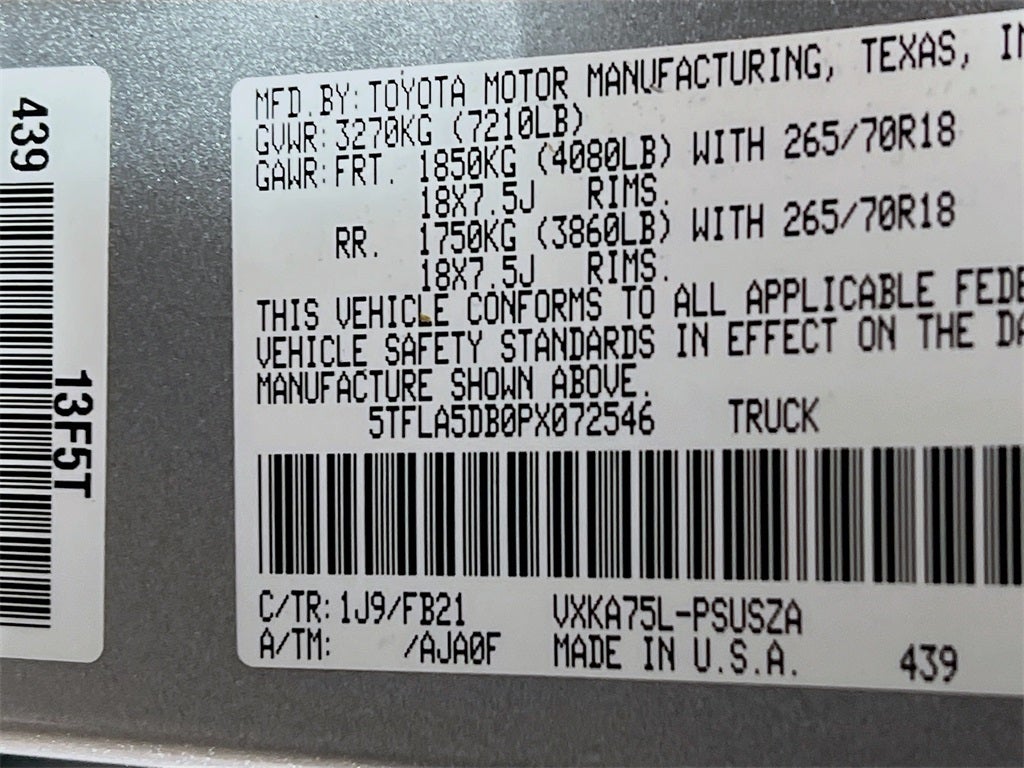 439
13F5T
MFD.BY:TOYOTA MOTOR MANUFACTURING, TEXAS,
GVWR:3270KG (7210LB)
GAWR:FRT. 1850KG (4080LB) WITH 265/70R18
18X7.5J RIMS.
RR. 1750KG (3860LB) WITH 265/70R18
18X7.5J RIMS.
THIS VEHICLE CONFORMS TO ALL APPLICABLE
VEHICLE SAFETY STANDARDS IN EFFECT ON THE
MANUFACTURE SHOWN ABOVE.
5TFLA5DB0PX072546 TRUCK
C/TR:1J9/FB21 VXKA75L-PSUSZA
A/TM: /AJA0F MADE IN U.S.A. 439